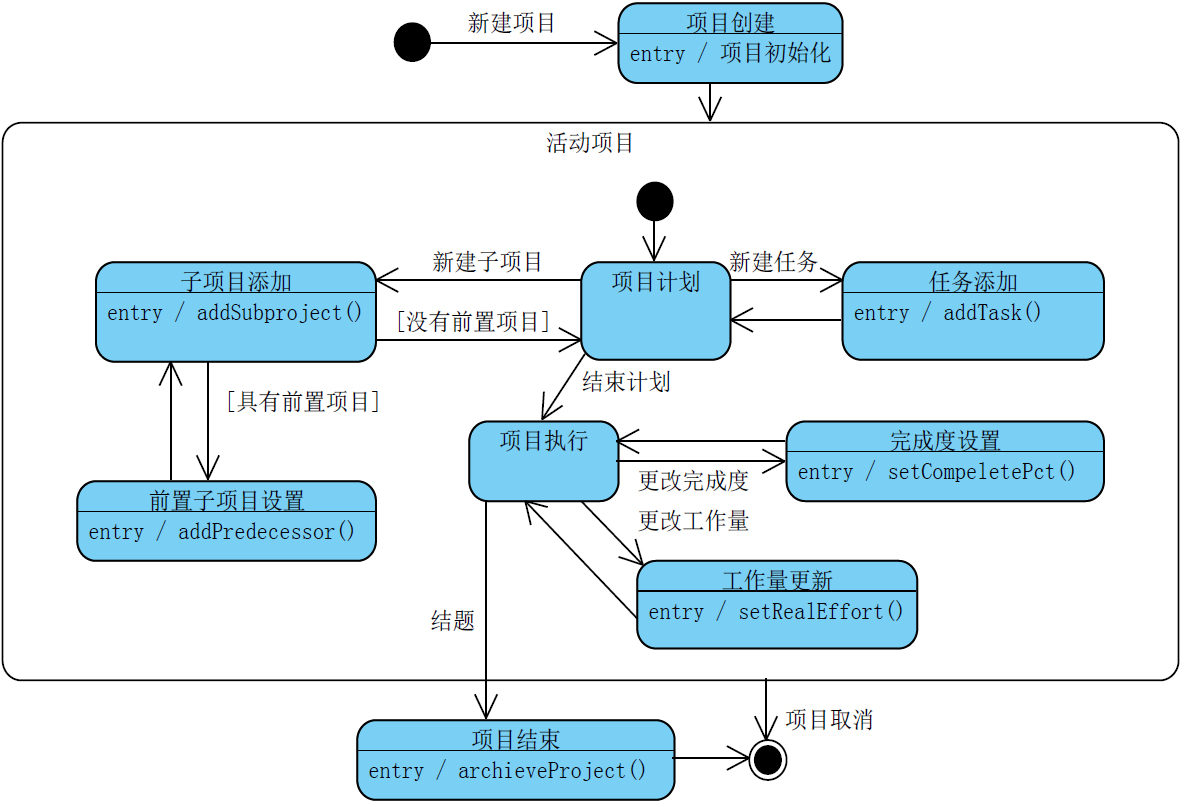 新建项目
项目创建
entry / 项目初始化
活动项目
新建子项目
新建任务
子项目添加
entry / addSubproject()
项目计划
任务添加
entry / addTask()
[没有前置项目]
结束计划
[具有前置项目]
项目执行
完成度设置
entry / setCompeletePct()
更改完成度
前置子项目设置
entry / addPredecessor()
更改工作量
工作量更新
entry / setRealEffort()
结题
项目取消
项目结束
entry / archieveProject()